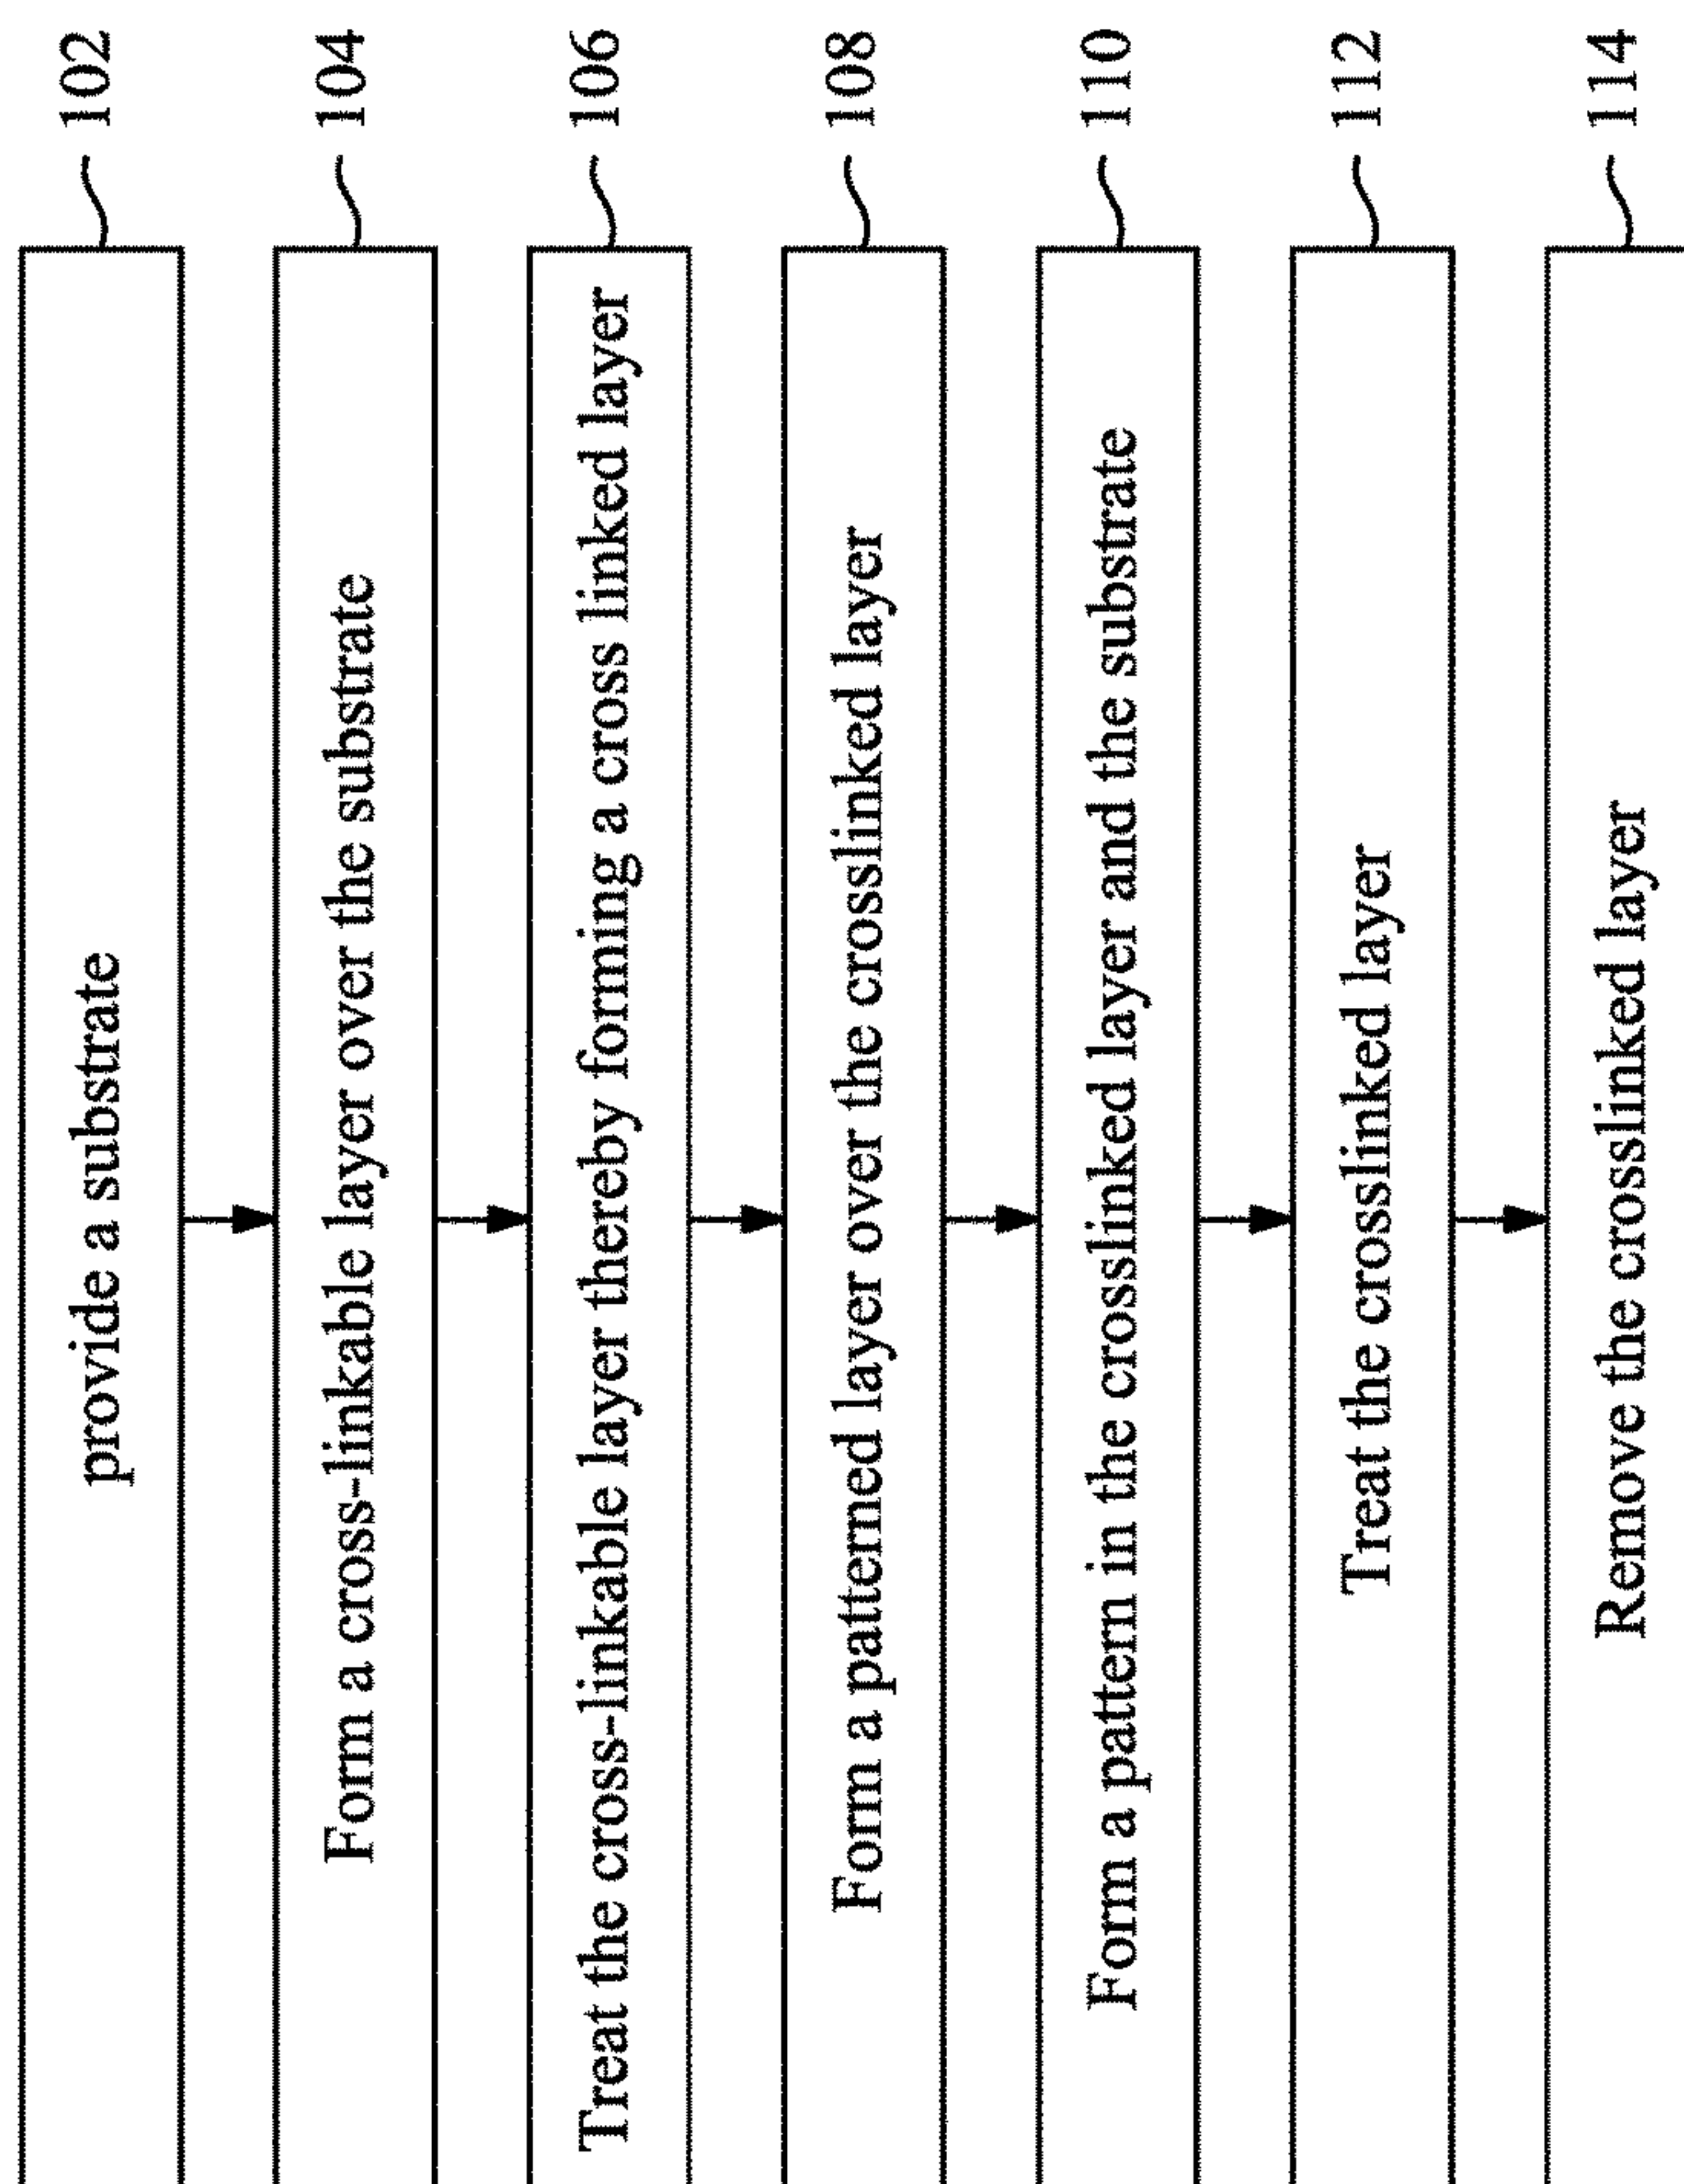 provide a substrate
102
Form a cross-linkable layer over the substrate
104
Treat the cross-linkable layer thereby forming a cross linked layer
106
Form a patterned layer over the crosslinked layer
108
Form a pattern in the crosslinked layer and the substrate
110
Treat the crosslinked layer
112
Remove the crosslinked layer
114